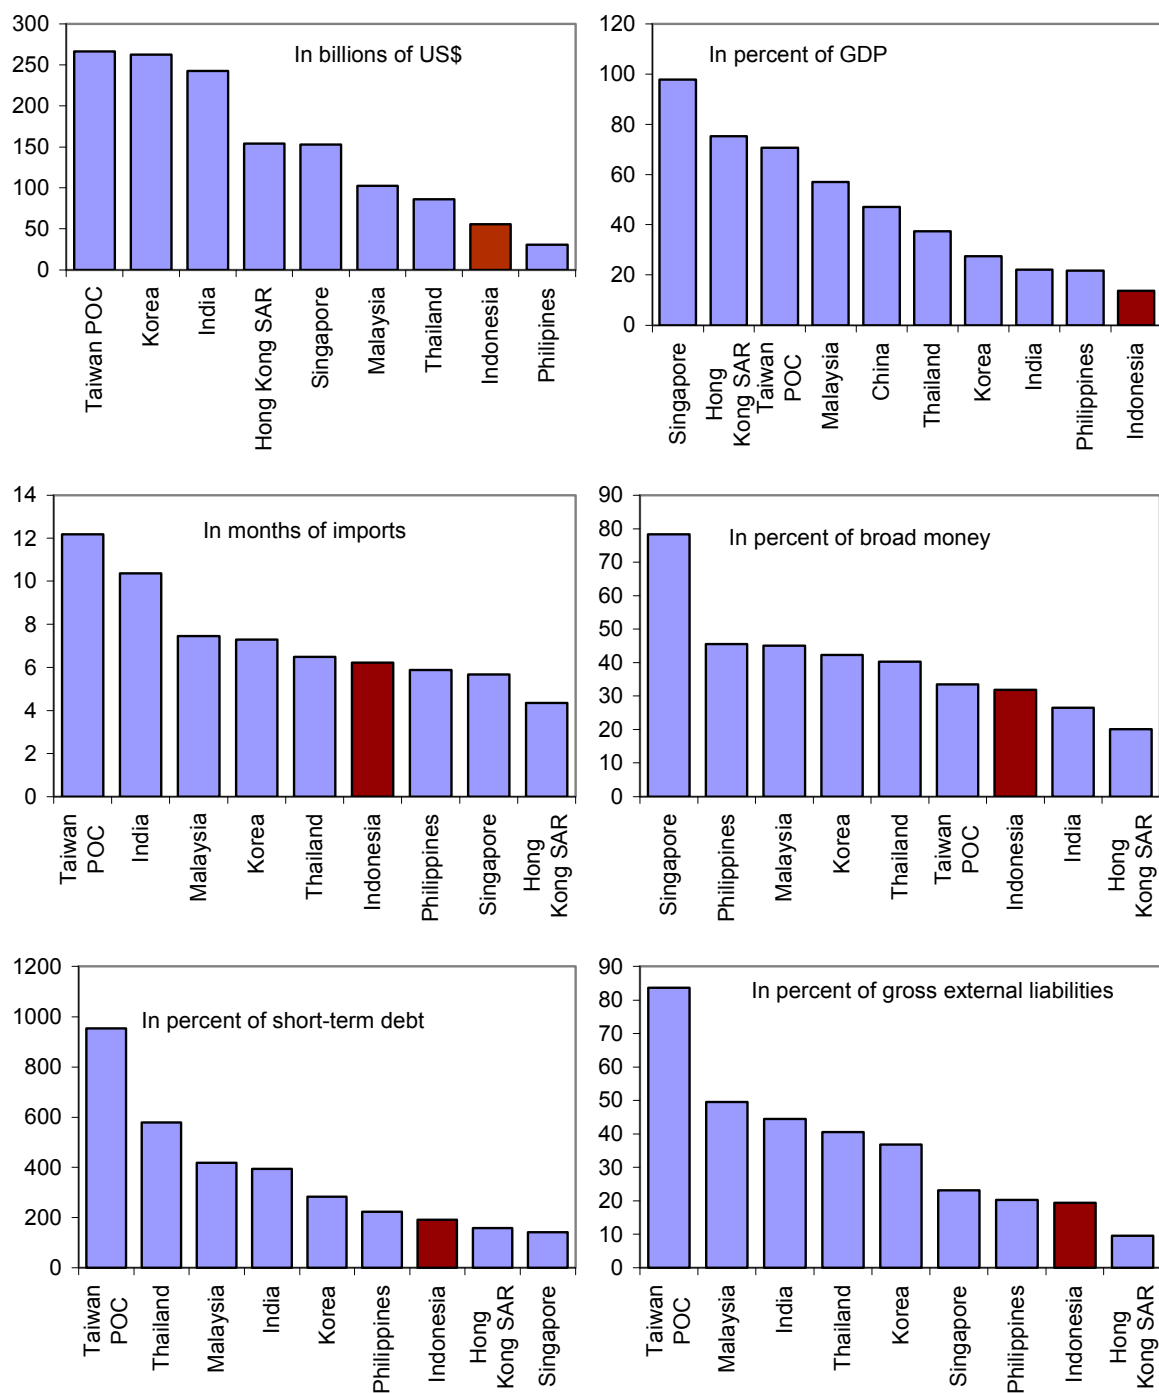 In billions of US$
300
250
200
150
100
50
0
Taiwan POC
Korea
India
Hong Kong SAR
Singapore
Malaysia
Thailand
Indonesia
Philipines
In percent of GDP
120
100
80
60
40
20
0
Singapore
Hong
Kong SAR
Taiwan
POC
Malaysia
China
Thailand
Korea
India
Philippines
Indonesia
In months of imports
14
12
10
8
6
4
2
0
Taiwan
POC
India
Malaysia
Korea
Thailand
Indonesia
Philippines
Singapore
Hong
Kong SAR
In percent of broad money
90
80
70
60
50
40
30
20
10
0
Singapore
Philippines
Malaysia
Korea
Thailand
Taiwan
POC
Indonesia
India
Hong
Kong SAR
In percent of short-term debt
1200
1000
800
600
400
200
0
Taiwan
POC
Thailand
Malaysia
India
Korea
Philippines
Indonesia
Hong
Kong SAR
Singapore
In percent of gross external liabilities
90
80
70
60
50
40
30
20
10
0
Taiwan
POC
Malaysia
India
Thailand
Korea
Singapore
Philippines
Indonesia
Hong
Kong SAR